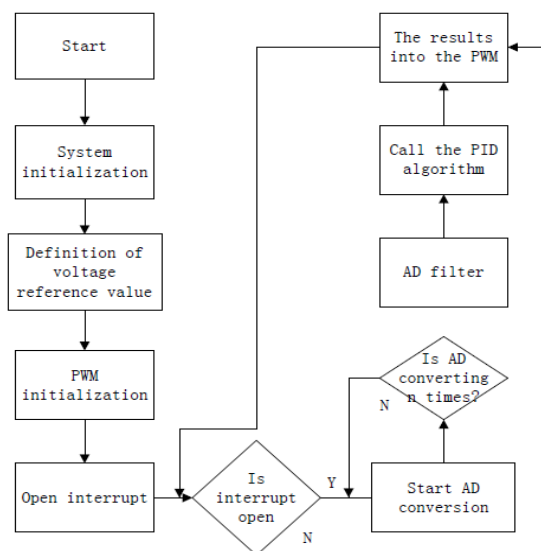 Start
System
initialization
Definition of
voltage
reference value
PWM
initialization
Open interrupt
Is
interrupt
open
Y
N
Start AD
conversion
Is AD
converting
n times?
N
AD filter
Call the PID
algorithm
The results
into the PWM